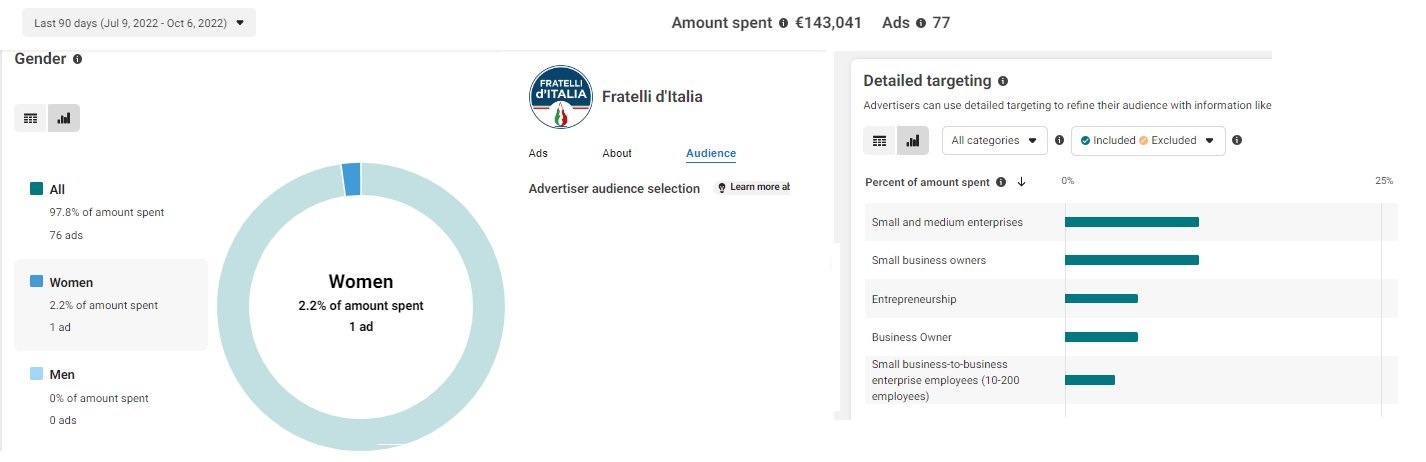 Last 90 days (Jul 9, 2022 - Oct 6, 2022)
Amount spent €143,041 Ads 77
Gender
All
97.8% of amount spent
76 ads
Women
2.2% of amount spent
1 ad
Men
0% of amount spent
0 ads
Women
2.2% of amount spent
1 ad
FRATELLI
d'ITALIA
Fratelli d'Italia
Ads About Audience
Advertiser audience selection Learn more at
Detailed targeting
Advertisers can use detailed targeting to refine their audience with information like
All categories Included Excluded
Percent of amount spent 0% 25%
Small and medium enterprises
Small business owners
Entrepreneurship
Business Owner
Small business-to-business
enterprise employees (10-200
employees)